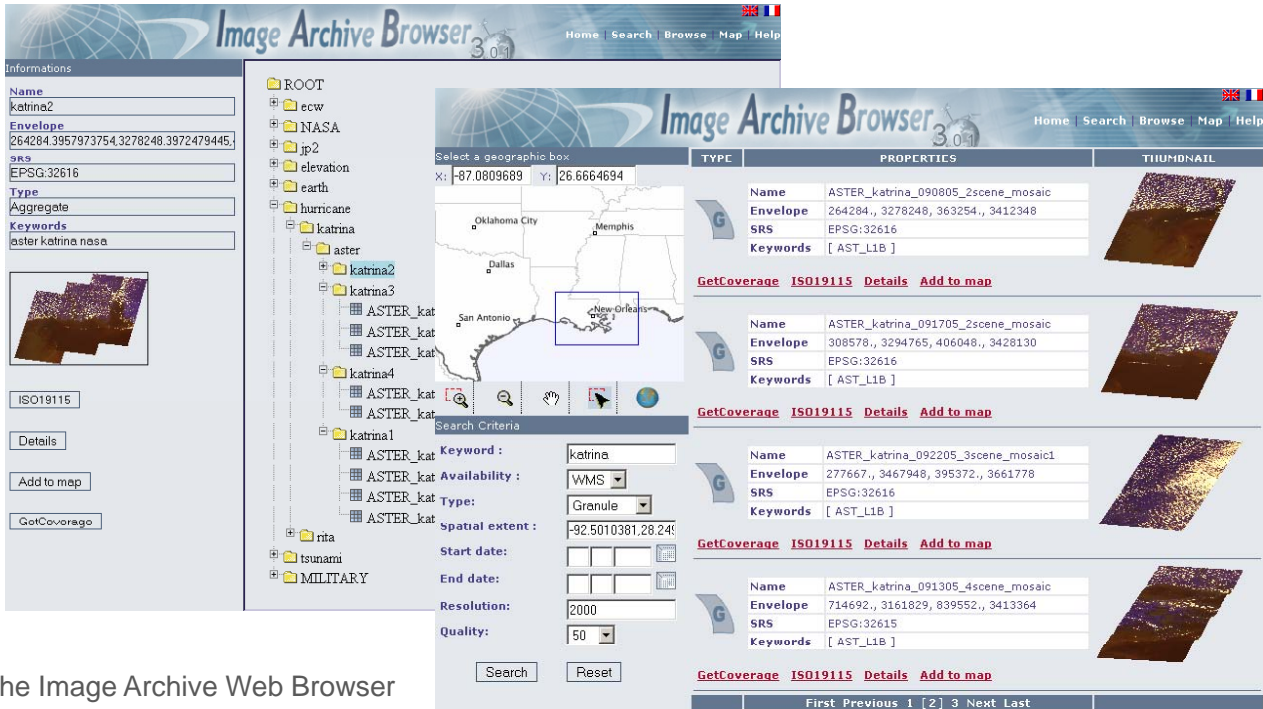 Image Archive Browser 3.01
Home | Search | Browse | Map | Help
Informations
Name
katrina2
Envelope
264284.3957973754,3278248.3972479445,
SRS
EPSG:32616
Type
Aggregate
Keywords
aster katrina nasa
ISO19115
Details
Add to map
GetCoverage
ROOT
ecw
NASA
jp2
elevation
earth
hurricane
katrina
aster
katrina2
katrina3
ASTER_kat
ASTER_kat
ASTER_kat
katrina4
ASTER_kat
ASTER_kat
katrina1
ASTER_kat
ASTER_kat
ASTER_kat
ASTER_kat
rita
tsunami
MILITARY
Image Archive Browser 3.01
Home | Search | Browse | Map | Help
Select a geographic box
X: -87.0809689 Y: 26.6664694
Oklahoma City
Memphis
Dallas
San Antonio
New Orleans
Search Criteria
Keyword : katrina
Availability : WMS
Type: Granule
Spatial extent : -92.5010381,28.249
Start date:
End date:
Resolution: 2000
Quality: 50
Search Reset
TYPE PROPERTIES THUMDNAIL
G
Name ASTER_katrina_090805_2scene_mosaic
Envelope 264284., 3278248, 363254., 3412348
SRS EPSG:32616
Keywords [ AST_L1B ]
GetCoverage ISO19115 Details Add to map
G
Name ASTER_katrina_091705_2scene_mosaic
Envelope 308578., 3294765, 406048., 3428130
SRS EPSG:32616
Keywords [ AST_L1B ]
GetCoverage ISO19115 Details Add to map
G
Name ASTER_katrina_092205_3scene_mosaic1
Envelope 277667., 3467948, 395372., 3661778
SRS EPSG:32616
Keywords [ AST_L1B ]
GetCoverage ISO19115 Details Add to map
G
Name ASTER_katrina_091305_4scene_mosaic
Envelope 714692., 3161829, 839552., 3413364
SRS EPSG:32615
Keywords [ AST_L1B ]
GetCoverage ISO19115 Details Add to map
First Previous 1 [2] 3 Next Last
he Image Archive Web Browser